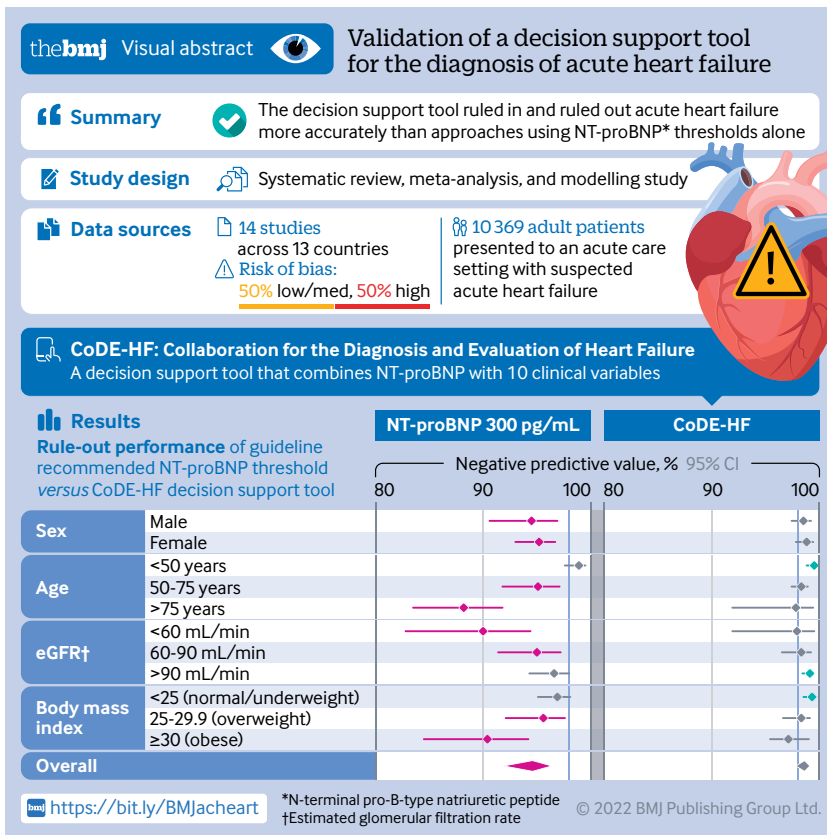 thebmj Visual abstract
Validation of a decision support tool
for the diagnosis of acute heart failure
Summary
The decision support tool ruled in and ruled out acute heart failure
more accurately than approaches using NT-proBNP* thresholds alone
Study design
Systematic review, meta-analysis, and modelling study
Data sources
14 studies
across 13 countries
Risk of bias:
50% low/med, 50% high
10 369 adult patients
presented to an acute care
setting with suspected
acute heart failure
CoDE-HF: Collaboration for the Diagnosis and Evaluation of Heart Failure
A decision support tool that combines NT-proBNP with 10 clinical variables
Results
Rule-out performance of guideline
recommended NT-proBNP threshold
versus CoDE-HF decision support tool
NT-proBNP 300 pg/mL
CoDE-HF
Negative predictive value, % 95% CI
80 90 100 80 90 100
Sex
Male
Female
Age
<50 years
50-75 years
>75 years
eGFR†
<60 mL/min
60-90 mL/min
>90 mL/min
Body mass
index
<25 (normal/underweight)
25-29.9 (overweight)
≥30 (obese)
Overall
bmj https://bit.ly/BMJacheart
*N-terminal pro-B-type natriuretic peptide
†Estimated glomerular filtration rate
© 2022 BMJ Publishing Group Ltd.